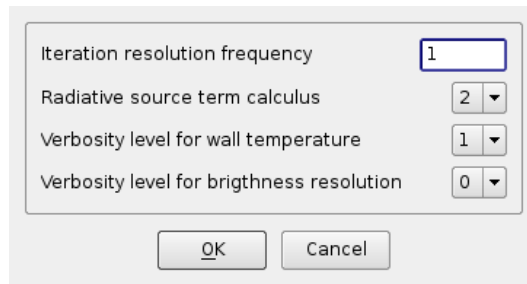 Iteration resolution frequency 1
Radiative source term calculus 2
Verbosity level for wall temperature 1
Verbosity level for brigthness resolution 0
OK Cancel